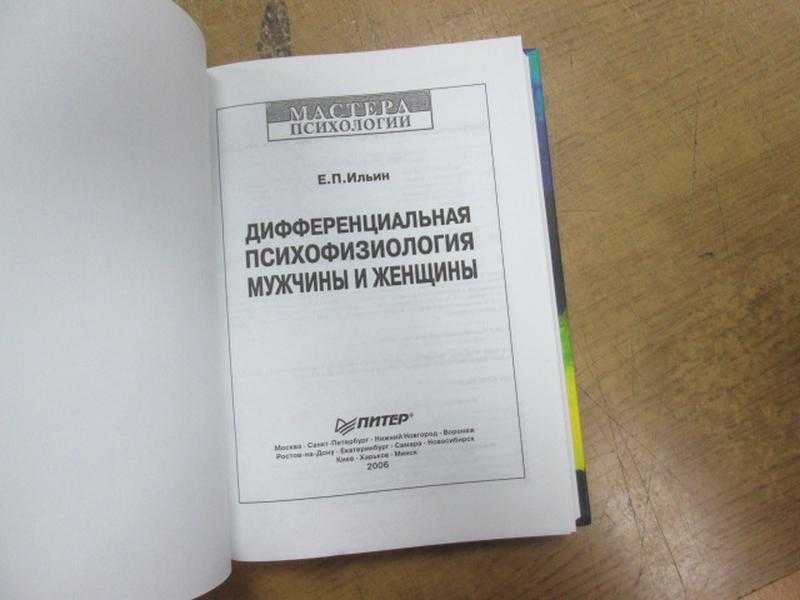 МАСТЕРА
ПСИХОЛОГИИ
Е.П.Ильин
ДИФФЕРЕНЦИАЛЬНАЯ
ПСИХОФИЗИОЛОГИЯ
МУЖЧИНЫ И ЖЕНЩИНЫ
ПИТЕР®
Москва · Санкт-Петербург · Нижний Новгород · Воронеж
Ростов-на-Дону · Екатеринбург · Самара · Новосибирск
Киев · Харьков · Минск
2006